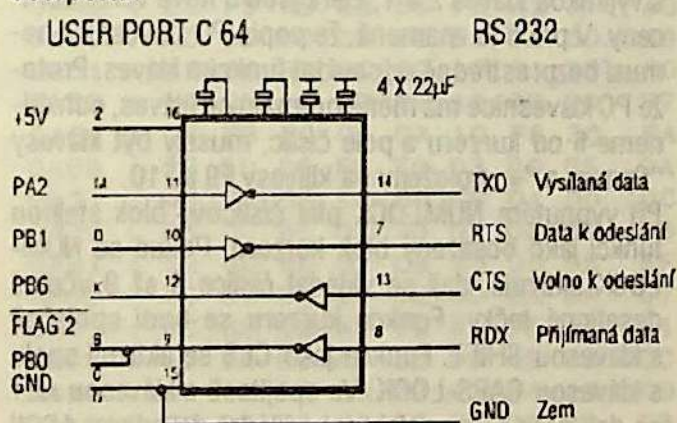 USER PORT C 64 RS 232
4 X 22µF
+5V 2 16
PA2 11 14 TXO Vysílaná data
PB1 D 10 7 RTS Data k odeslání
PB6 K 12 13 CTS Volno k odeslání
FLAG 2
B 9 8 RDX Přijímaná data
PB0 C
GND 15
GND Zem